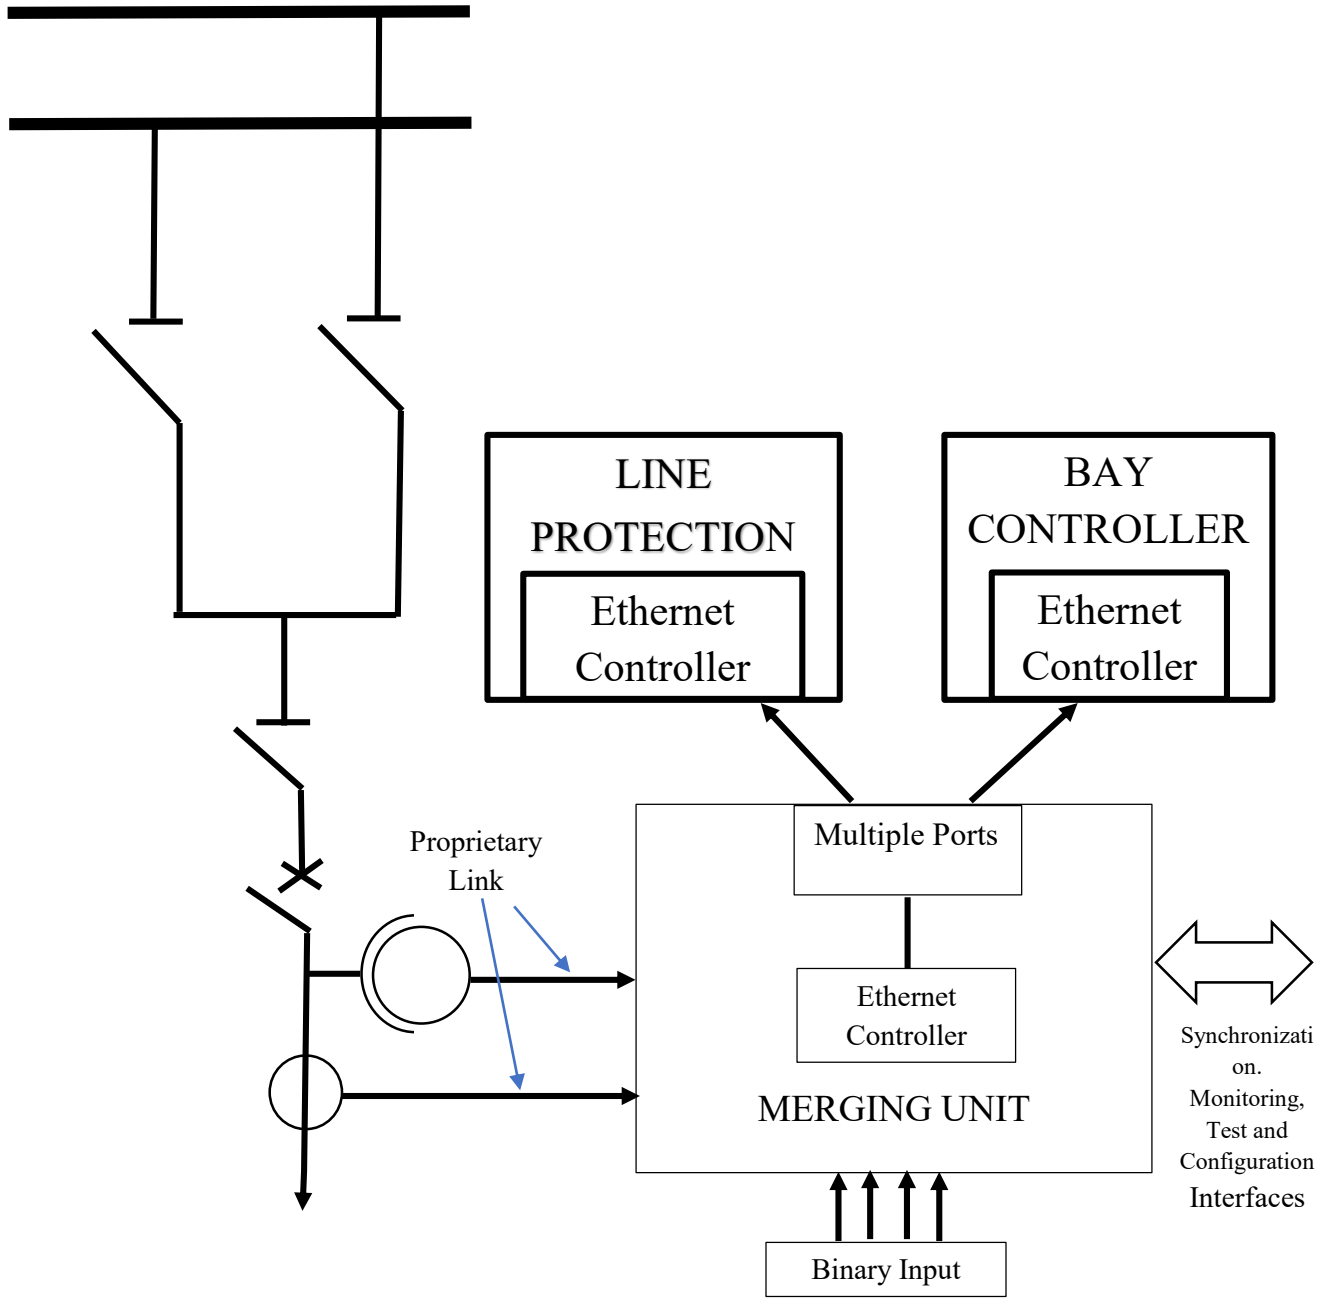 LINE
PROTECTION
Ethernet
Controller
BAY
CONTROLLER
Ethernet
Controller
Proprietary
Link
Multiple Ports
Ethernet
Controller
MERGING UNIT
Synchronizati
on.
Monitoring,
Test and
Configuration
Interfaces
Binary Input